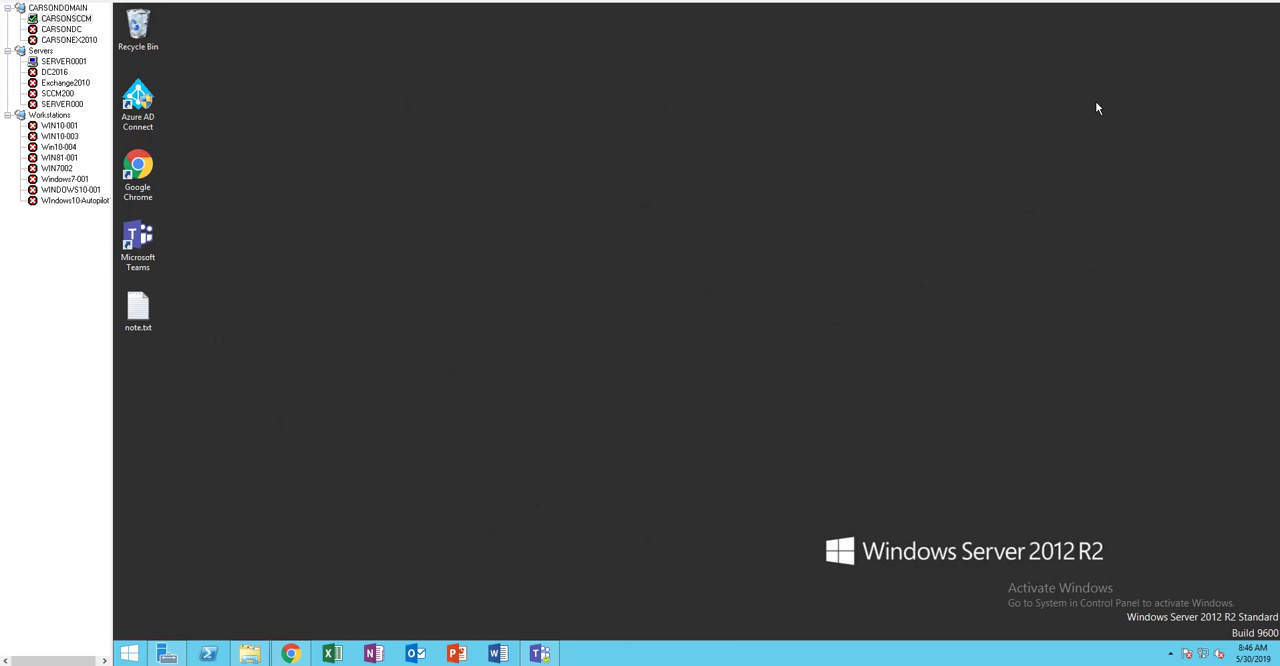 CARSONDOMAIN
CARSONSCCM
CARSONDC
CARSONEX2010
Servers
SERVER0001
DC2016
Exchange2010
SCCM200
SERVER000
Workstations
WIN10-001
WIN10-003
Win10-004
WIN81-001
WIN7002
Windows7-001
WINDOWS10-001
WIndows10-Autopilot
Recycle Bin
Azure AD
Connect
Google
Chrome
Microsoft
Teams
note.txt
Windows Server 2012 R2
Activate Windows
Go to System in Control Panel to activate Windows.
Windows Server 2012 R2 Standard
Build 9600
8:46 AM
5/30/2019